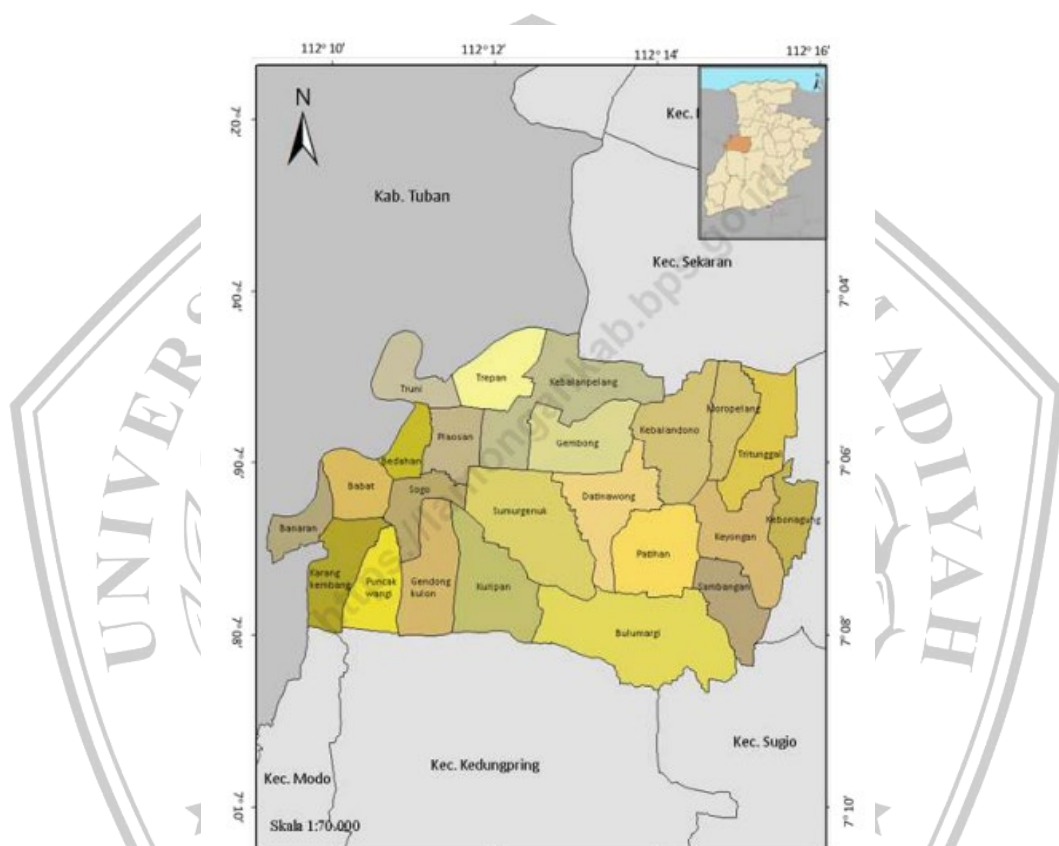 112° 10'
112° 12'
112° 14'
112° 16'
N
7° 02'
Kec.
Kab. Tuban
Kec. Sekaran
7° 04'
7° 04'
Trepan
Truni
Kebalanpelang
Moropelang
Kebalandono
Plaosan
Gembong
Tritunggal
Bedahan
7° 06'
7° 06'
Babat
Sogo
Datinawong
Sumurgenuk
Kebonagung
Banaran
Keyongan
Patihan
Karang
kembang
Puncak
wangi
Gendong
kulon
Kuripan
Sambangan
Bulumargi
7° 08'
7° 08'
Kec. Sugio
Kec. Kedungpring
Kec. Modo
7° 10'
7° 10'
Skala 1:70.000
https://lamongankab.bps.go.id